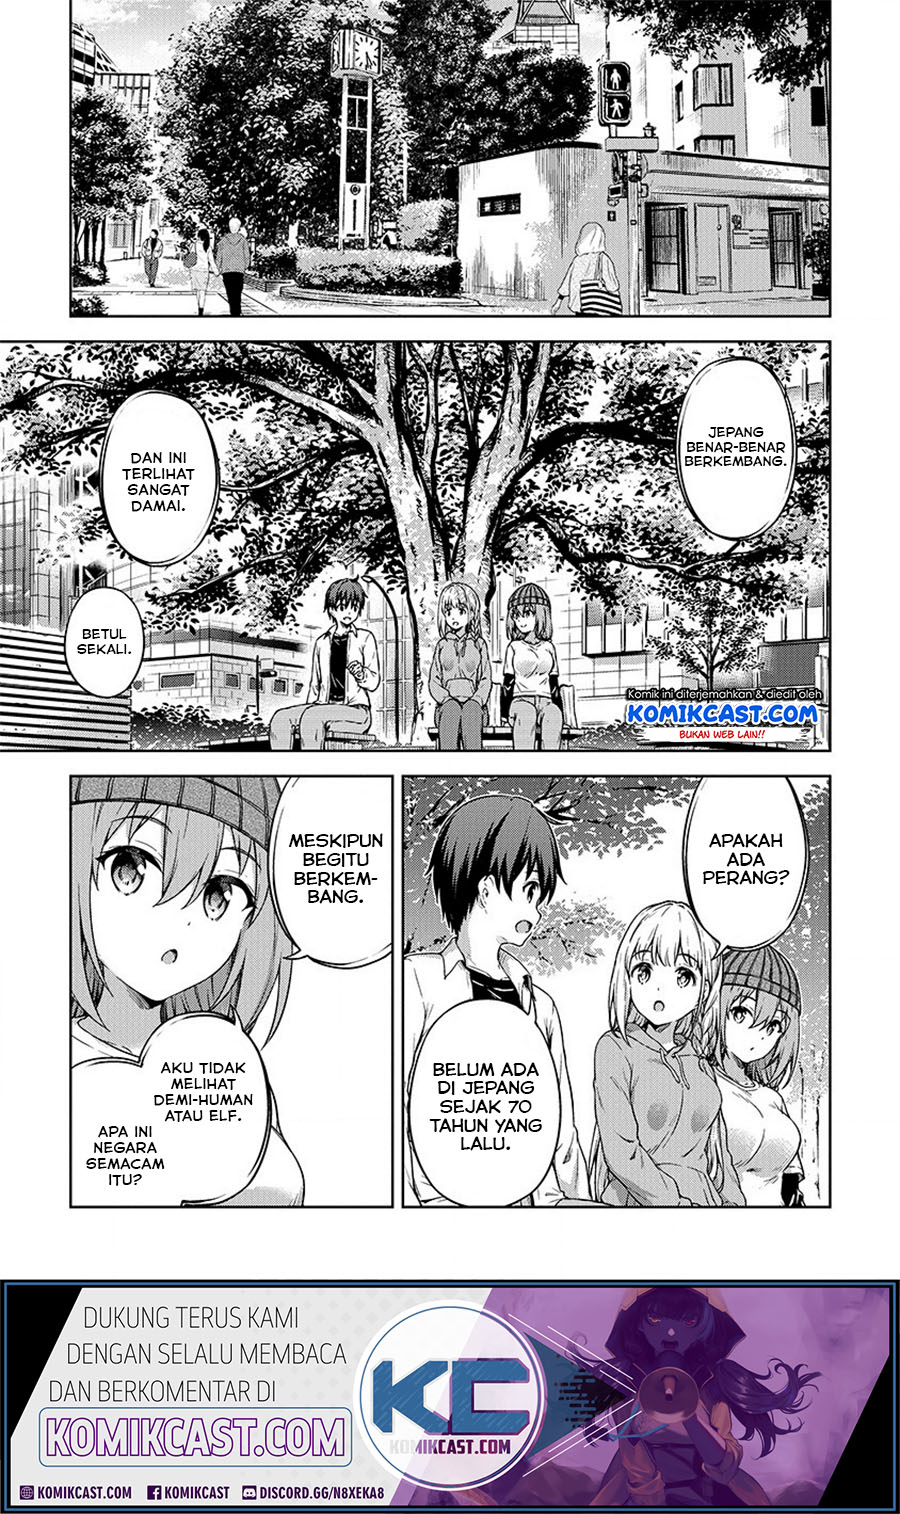 JEPANG
BENAR-BENAR
BERKEMBANG.
DAN INI
TERLIHAT
SANGAT
DAMAI.
BETUL
SEKALI.
Komik ini diterjemahkan & diedit oleh
KOMIKCAST.COM
BUKAN WEB LAIN!!
APAKAH
ADA
PERANG?
BELUM ADA
DI JEPANG
SEJAK 70
TAHUN YANG
LALU.
MESKIPUN
BEGITU
BERKEM-
BANG.
AKU TIDAK
MELIHAT
DEMI-HUMAN
ATAU ELF.
APA INI
NEGARA
SEMACAM
ITU?
DUKUNG TERUS KAMI
DENGAN SELALU MEMBACA
DAN BERKOMENTAR DI
KOMIKCAST.COM
KC
KOMIKCAST.COM
KOMIKCAST.COM KOMIKCAST DISCORD.GG/N8XEKA8